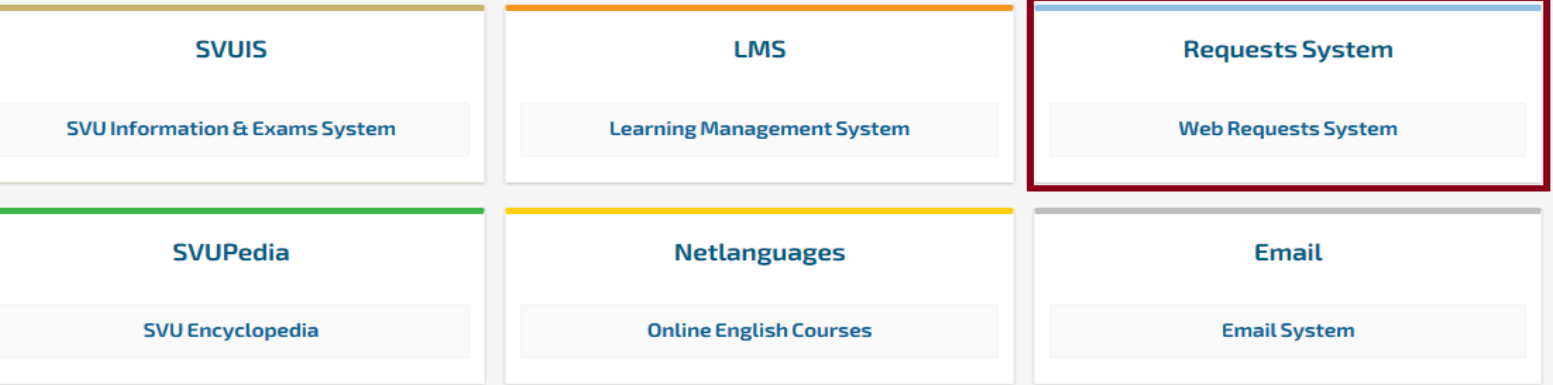 SVUIS
SVU Information & Exams System
LMS
Learning Management System
Requests System
Web Requests System
SVUPedia
SVU Encyclopedia
Netlanguages
Online English Courses
Email
Email System